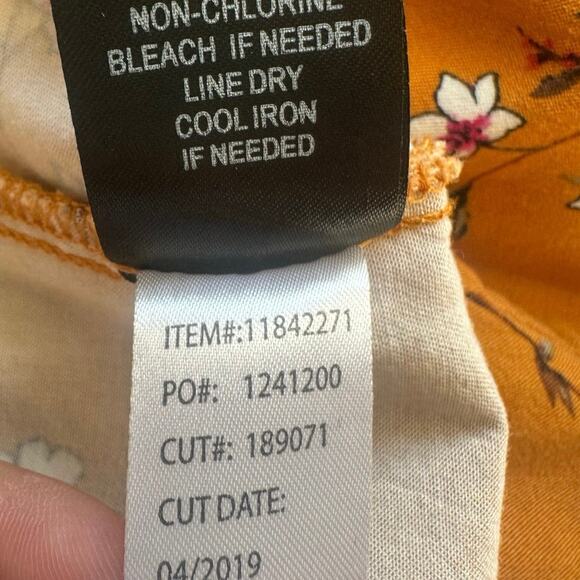 NON-CHLORINE
BLEACH IF NEEDED
LINE DRY
COOL IRON
IF NEEDED
ITEM#:11842271
PO#: 1241200
CUT#: 189071
CUT DATE:
04/2019